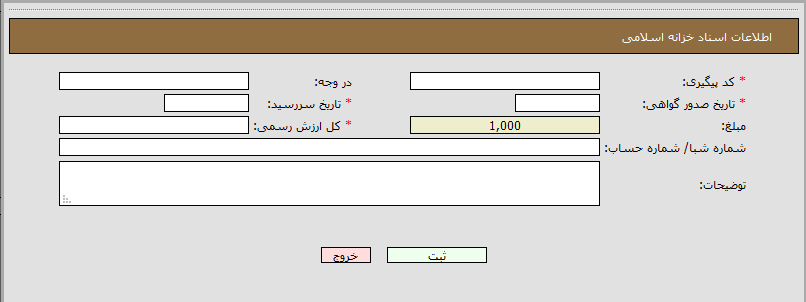 اطلاعات اسناد خزانه اسلامی
* کد پیگیری: در وجه:
* تاریخ صدور گواهی: * تاریخ سررسید:
مبلغ: 1,000 * کل ارزش رسمی:
شماره شبا/ شماره حساب:
توضیحات:
ثبت خروج